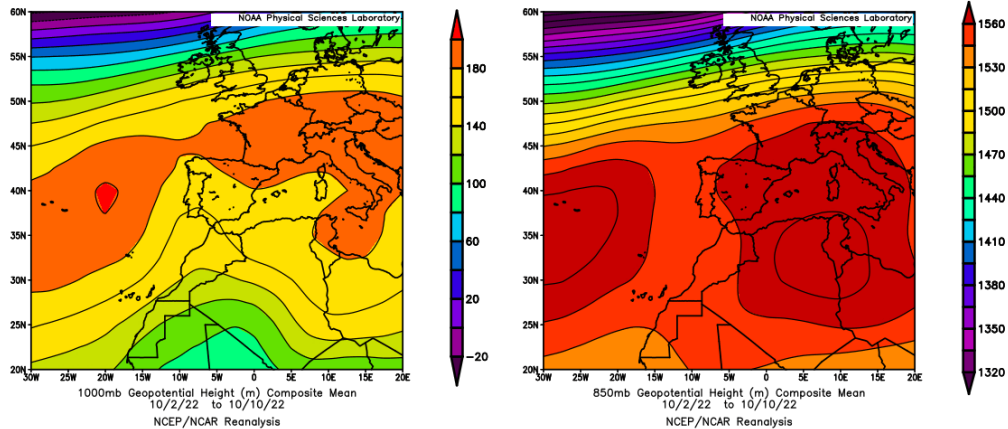 NOAA Physical Sciences Laboratory
60N
55N
50N
45N
40N
35N
30N
25N
20N
30W 25W 20W 15W 10W 5W 0 5E 10E 15E 20E
180
140
100
60
20
-20
1000mb Geopotential Height (m) Composite Mean
10/2/22 to 10/10/22
NCEP/NCAR Reanalysis
NOAA Physical Sciences Laboratory
60N
55N
50N
45N
40N
35N
30N
25N
20N
30W 25W 20W 15W 10W 5W 0 5E 10E 15E 20E
1560
1530
1500
1470
1440
1410
1380
1350
1320
850mb Geopotential Height (m) Composite Mean
10/2/22 to 10/10/22
NCEP/NCAR Reanalysis